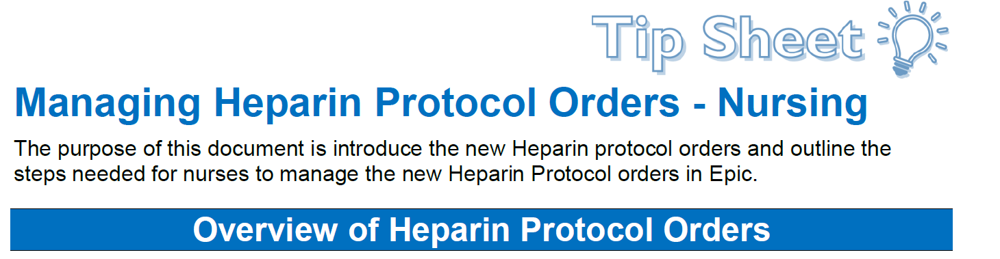 Tip Sheet
Managing Heparin Protocol Orders - Nursing
The purpose of this document is introduce the new Heparin protocol orders and outline the
steps needed for nurses to manage the new Heparin Protocol orders in Epic.
Overview of Heparin Protocol Orders